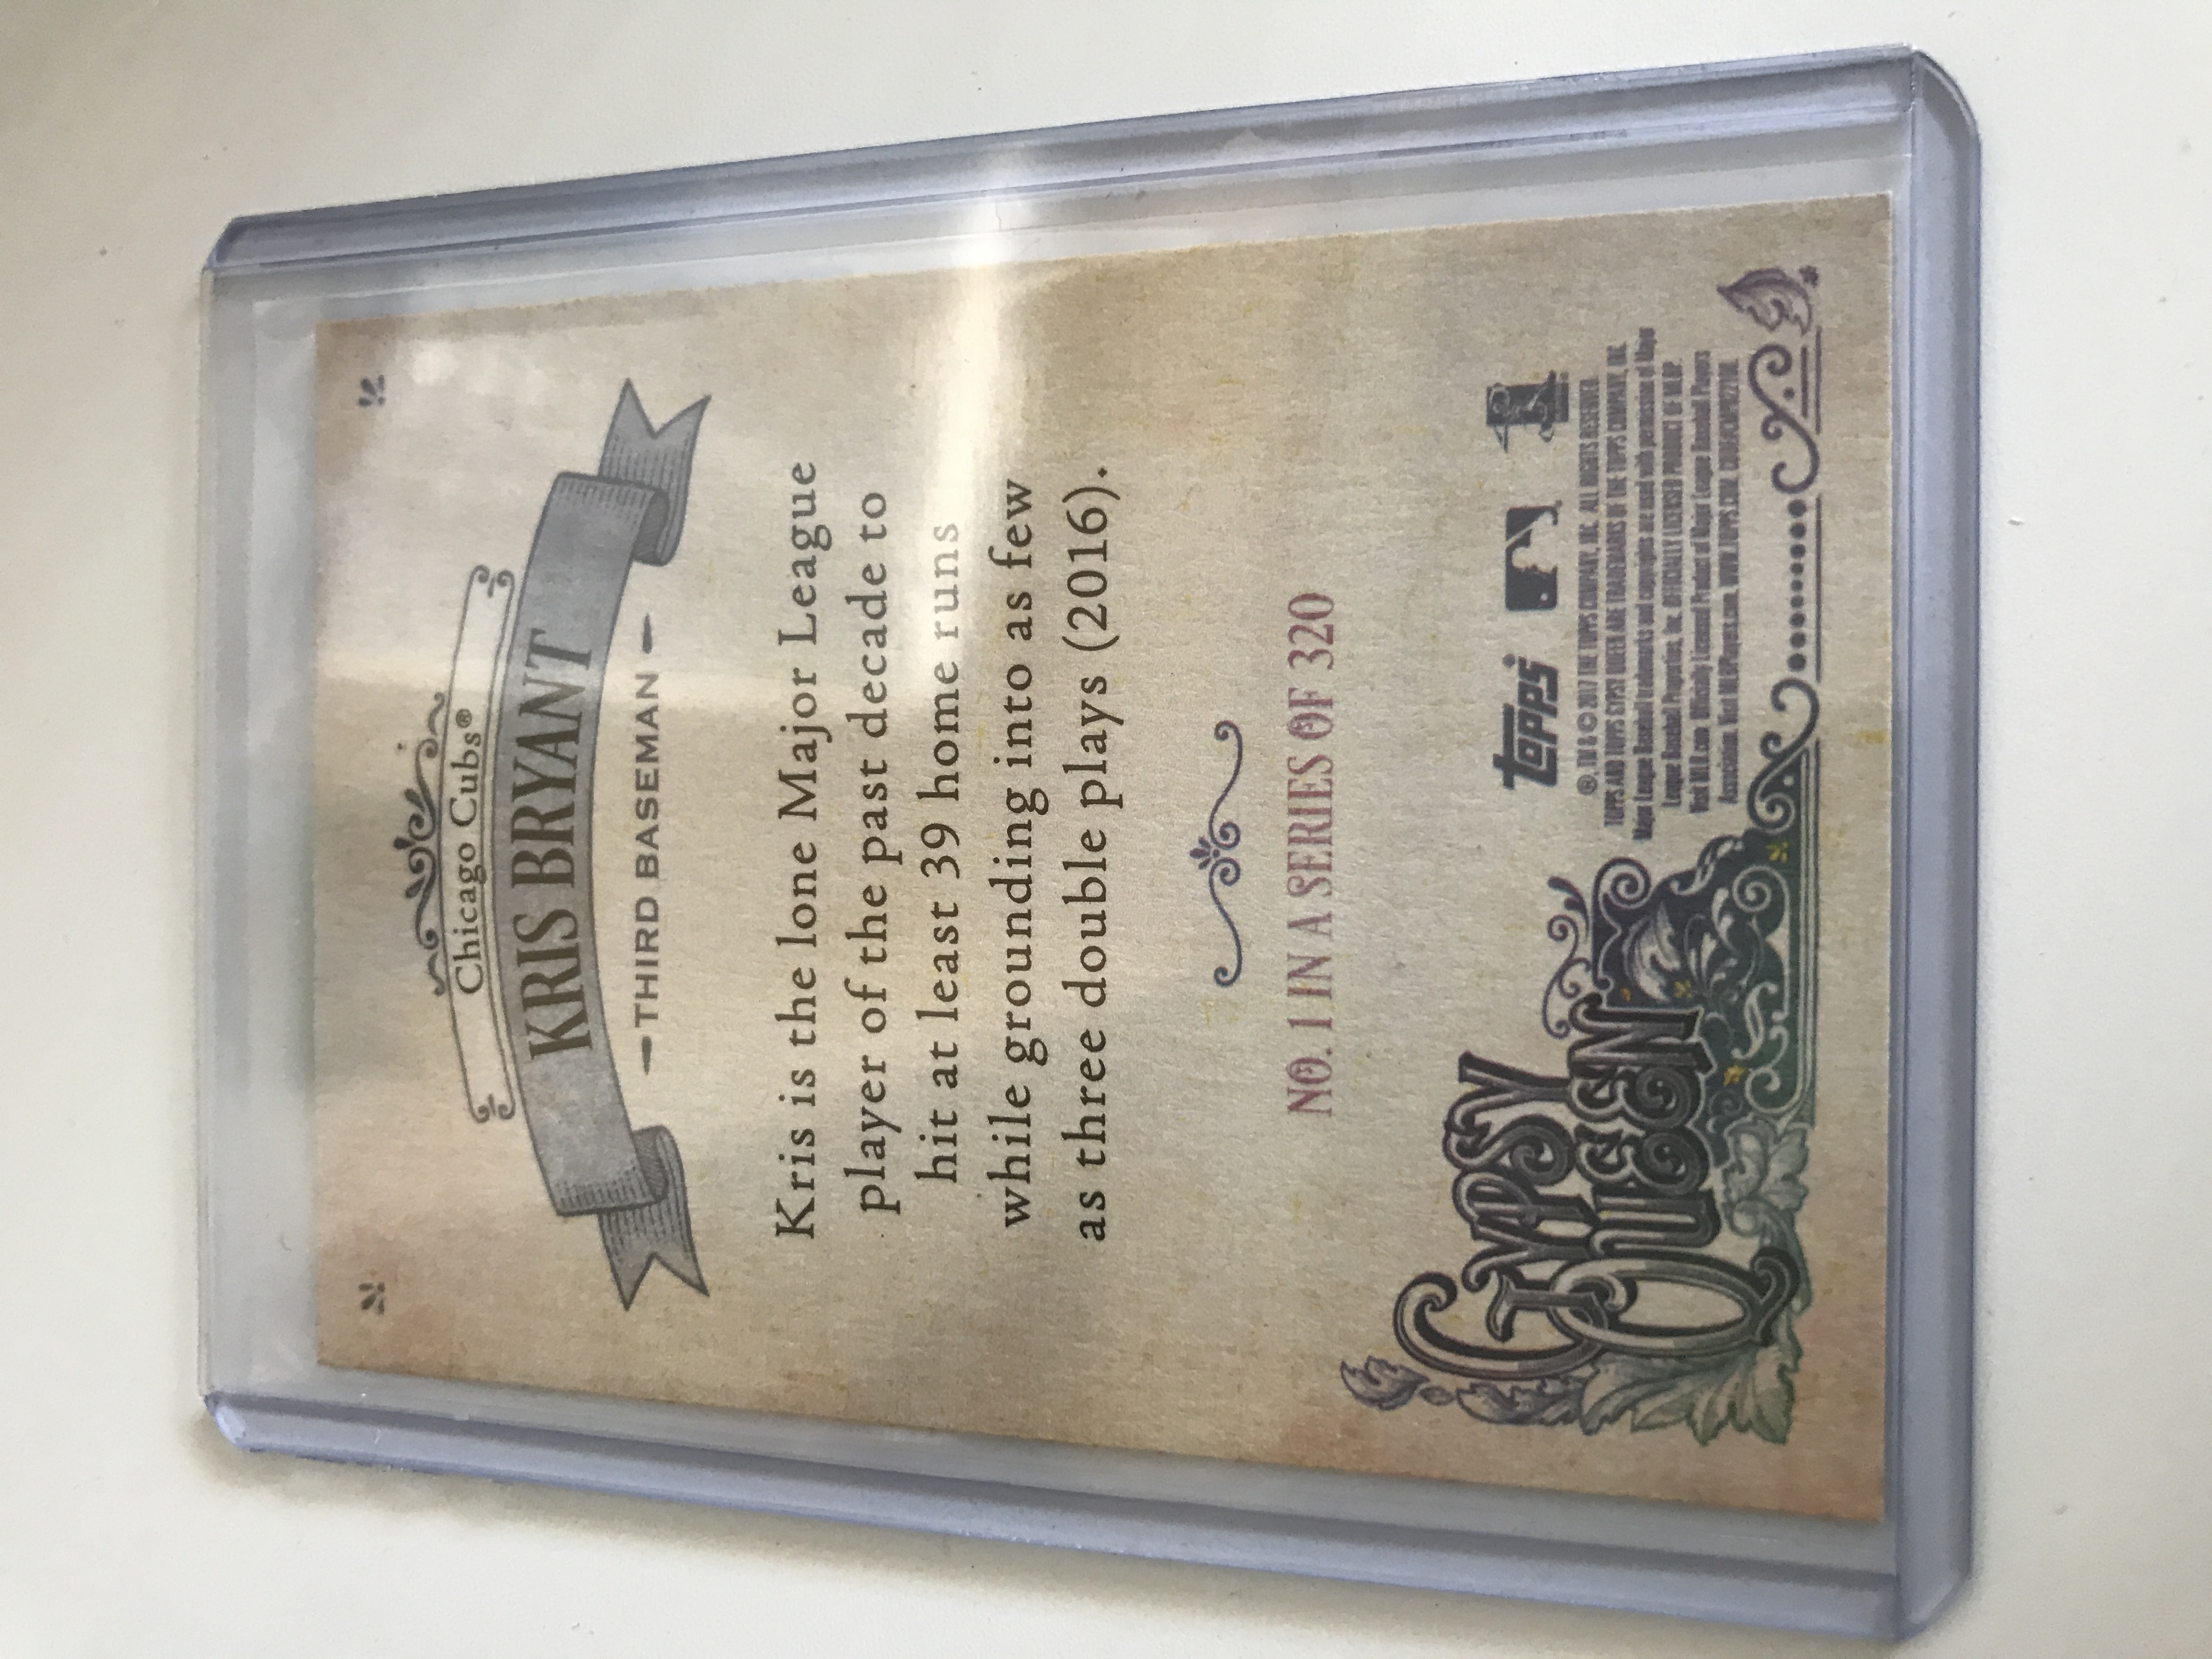 Chicago Cubs®
KRIS BRYANT
THIRD BASEMAN
Kris is the lone Major League
player of the past decade to
hit at least 39 home runs
while grounding into as few
as three double plays (2016).
NO. 1 IN A SERIES OF 320
GYPSY
QUEEN
topps
®, TM & © 2017 THE TOPPS COMPANY, INC. ALL RIGHTS RESERVED.
TOPPS AND TOPPS GYPSY QUEEN ARE TRADEMARKS OF THE TOPPS COMPANY, INC.
Major League Baseball trademarks and copyrights are used with permission of Major
League Baseball Properties, Inc. OFFICIALLY LICENSED PRODUCT OF MLBP.
Visit MLB.com Officially Licensed Product of Major League Baseball Players
Association. Visit MLBPlayers.com. WWW.TOPPS.COM.